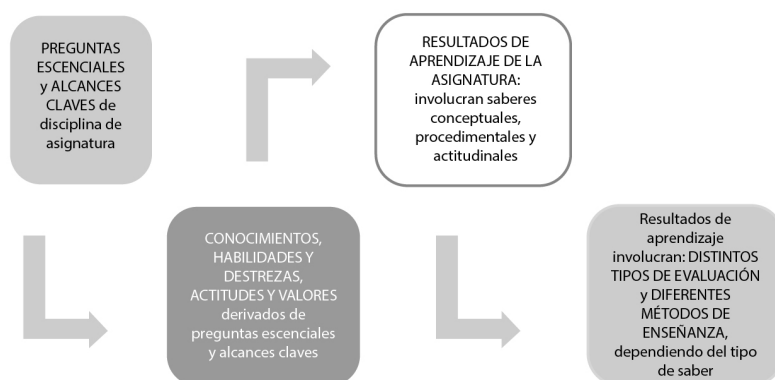 PREGUNTAS
ESCENCIALES
y ALCANCES
CLAVES de
disciplina de
asignatura
CONOCIMIENTOS,
HABILIDADES Y
DESTREZAS,
ACTITUDES Y VALORES
derivados de
preguntas escenciales
y alcances claves
RESULTADOS DE
APRENDIZAJE DE LA
ASIGNATURA:
involucran saberes
conceptuales,
procedimentales y
actitudinales
Resultados de
aprendizaje
involucran: DISTINTOS
TIPOS DE EVALUACIÓN
y DIFERENTES
MÉTODOS DE
ENSEÑANZA,
dependiendo del tipo
de saber